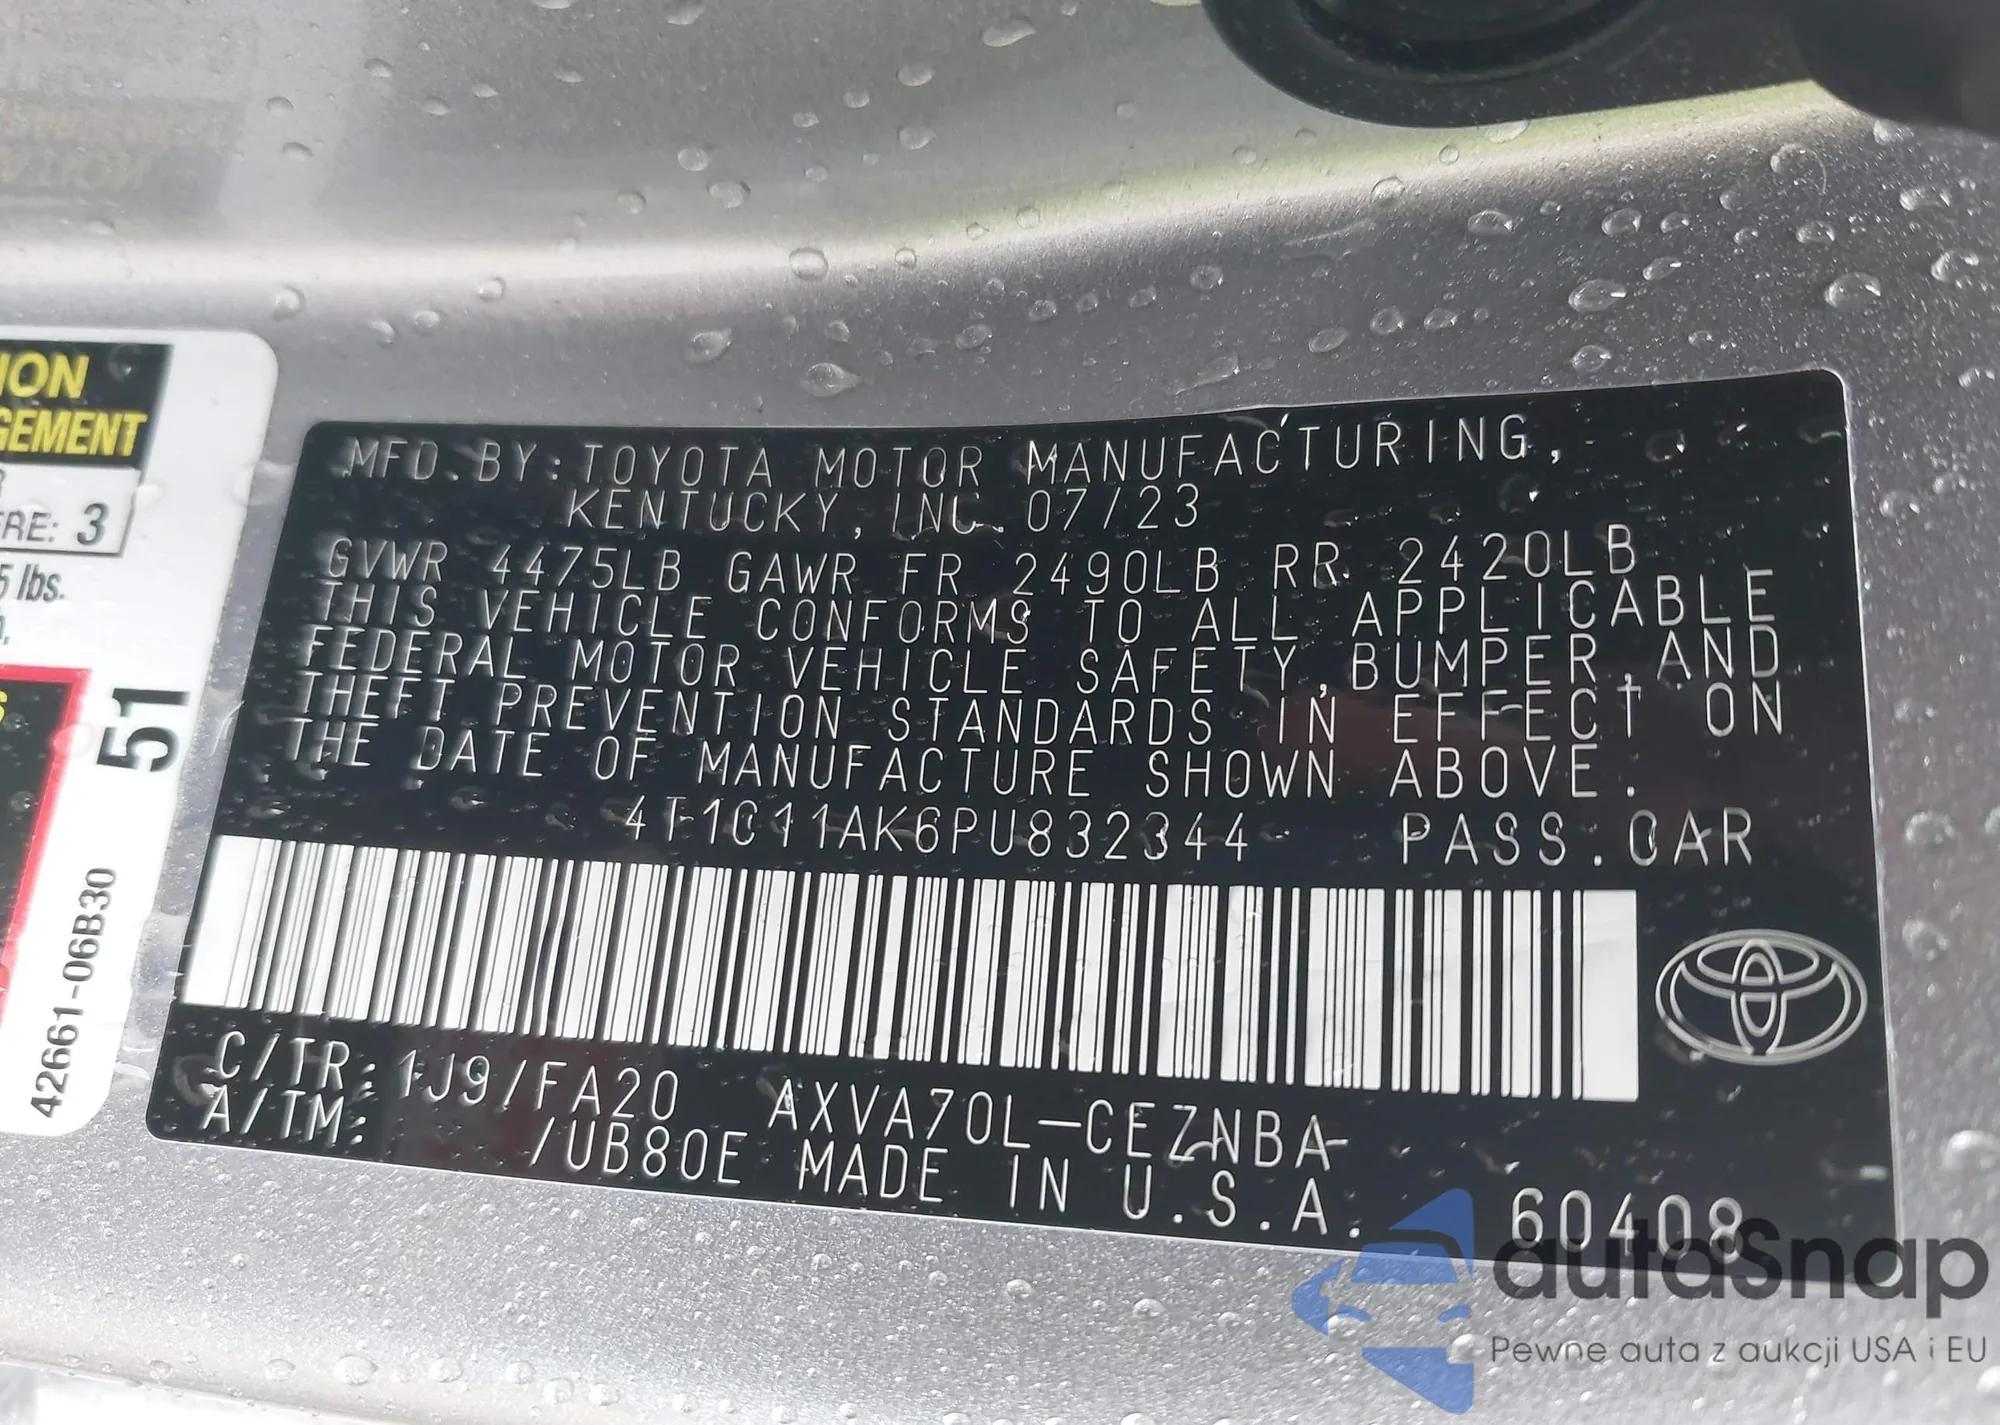 ION
GEMENT
RE: 3
5 lbs.
51
42661-06B30
MFD.BY:TOYOTA MOTOR MANUFACTURING,
KENTUCKY, INC. 07/23
GVWR 4475LB GAWR FR 2490LB RR 2420LB
THIS VEHICLE CONFORMS TO ALL APPLICABLE
FEDERAL MOTOR VEHICLE SAFETY,BUMPER,AND
THEFT PREVENTION STANDARDS IN EFFECT ON
THE DATE OF MANUFACTURE SHOWN ABOVE.
4T1C11AK6PU832344 PASS.CAR
C/TR:1J9/FA20 AXVA70L-CEZNBA
A/TM: /UB80E MADE IN U.S.A.
60408
autasnap
Pewne auta z aukcji USA i EU